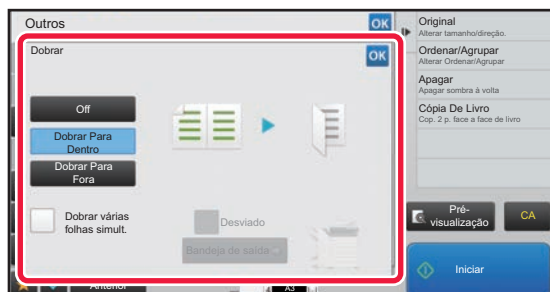 Outros
OK
Dobrar
OK
Off
Dobrar Para
Dentro
Dobrar Para
Fora
Dobrar várias
folhas simult.
Desviado
Bandeja de saída
Anterior
A3
Original
Alterar tamanho/direção.
Ordenar/Agrupar
Alterar Ordenar/Agrupar
Apagar
Apagar sombra à volta
Cópia De Livro
Cop. 2 p. face a face de livro
Pré-
visualização
CA
Iniciar